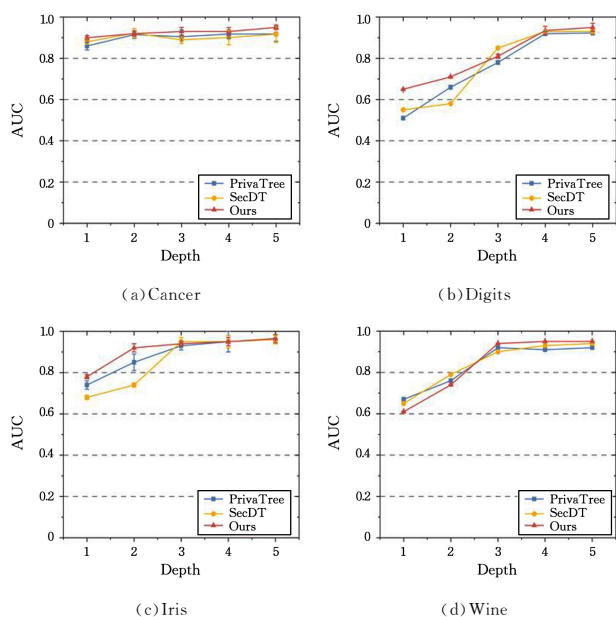 1.0
0.8
0.6
0.4
0.2
0
AUC
1 2 3 4 5
Depth
PrivaTree
SecDT
Ours
(a)Cancer
1.0
0.8
0.6
0.4
0.2
0
AUC
1 2 3 4 5
Depth
PrivaTree
SecDT
Ours
(b)Digits
1.0
0.8
0.6
0.4
0.2
0
AUC
1 2 3 4 5
Depth
PrivaTree
SecDT
Ours
(c)Iris
1.0
0.8
0.6
0.4
0.2
0
AUC
1 2 3 4 5
Depth
PrivaTree
SecDT
Ours
(d)Wine